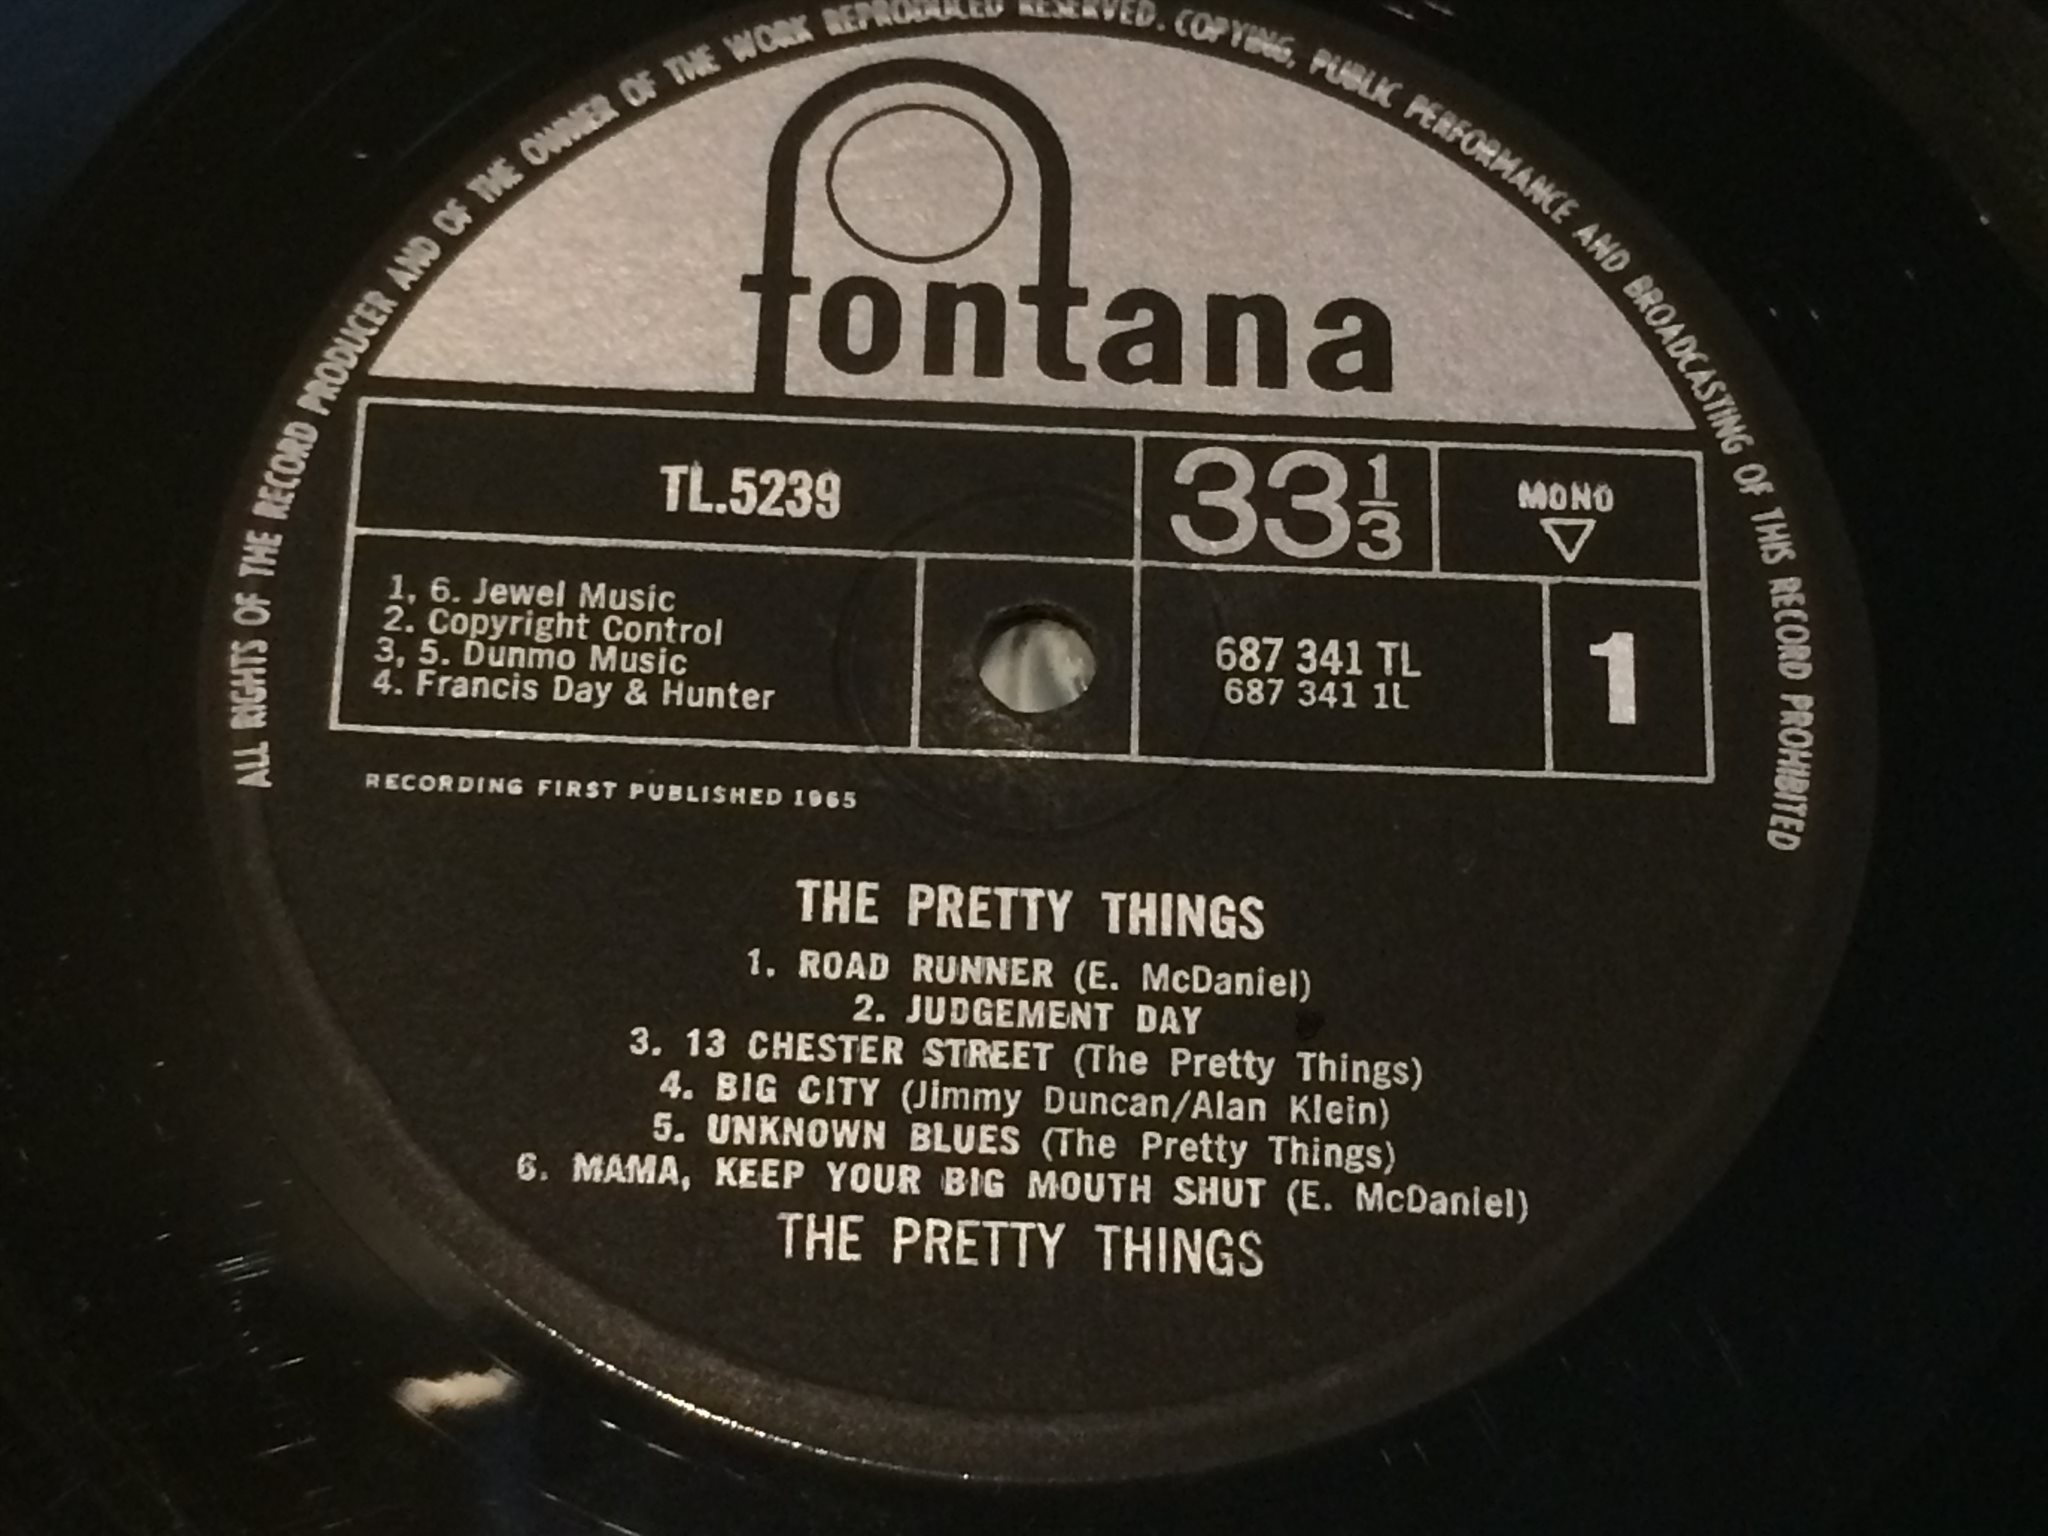 ALL RIGHTS OF THE RECORD PRODUCER AND OF THE OWNER OF THE WORK REPRODUCED RESERVED. COPYING, PUBLIC PERFORMANCE AND BROADCASTING OF THIS RECORD PROHIBITED
fontana
TL.5239
33 1/3
MONO
1, 6. Jewel Music
2. Copyright Control
3, 5. Dunmo Music
4. Francis Day & Hunter
687 341 TL
687 341 1L
1
RECORDING FIRST PUBLISHED 1965
THE PRETTY THINGS
1. ROAD RUNNER (E. McDaniel)
2. JUDGEMENT DAY
3. 13 CHESTER STREET (The Pretty Things)
4. BIG CITY (Jimmy Duncan/Alan Klein)
5. UNKNOWN BLUES (The Pretty Things)
6. MAMA, KEEP YOUR BIG MOUTH SHUT (E. McDaniel)
THE PRETTY THINGS